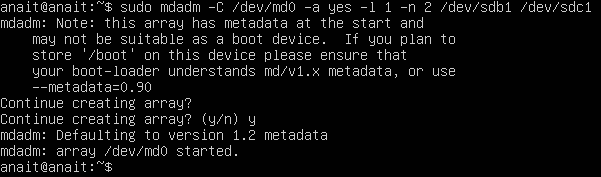 anait@anait:~$ sudo mdadm -C /dev/md0 -a yes -l 1 -n 2 /dev/sdb1 /dev/sdc1
mdadm: Note: this array has metadata at the start and
    may not be suitable as a boot device.  If you plan to
    store '/boot' on this device please ensure that
    your boot-loader understands md/v1.x metadata, or use
    --metadata=0.90
Continue creating array?
Continue creating array? (y/n) y
mdadm: Defaulting to version 1.2 metadata
mdadm: array /dev/md0 started.
anait@anait:~$